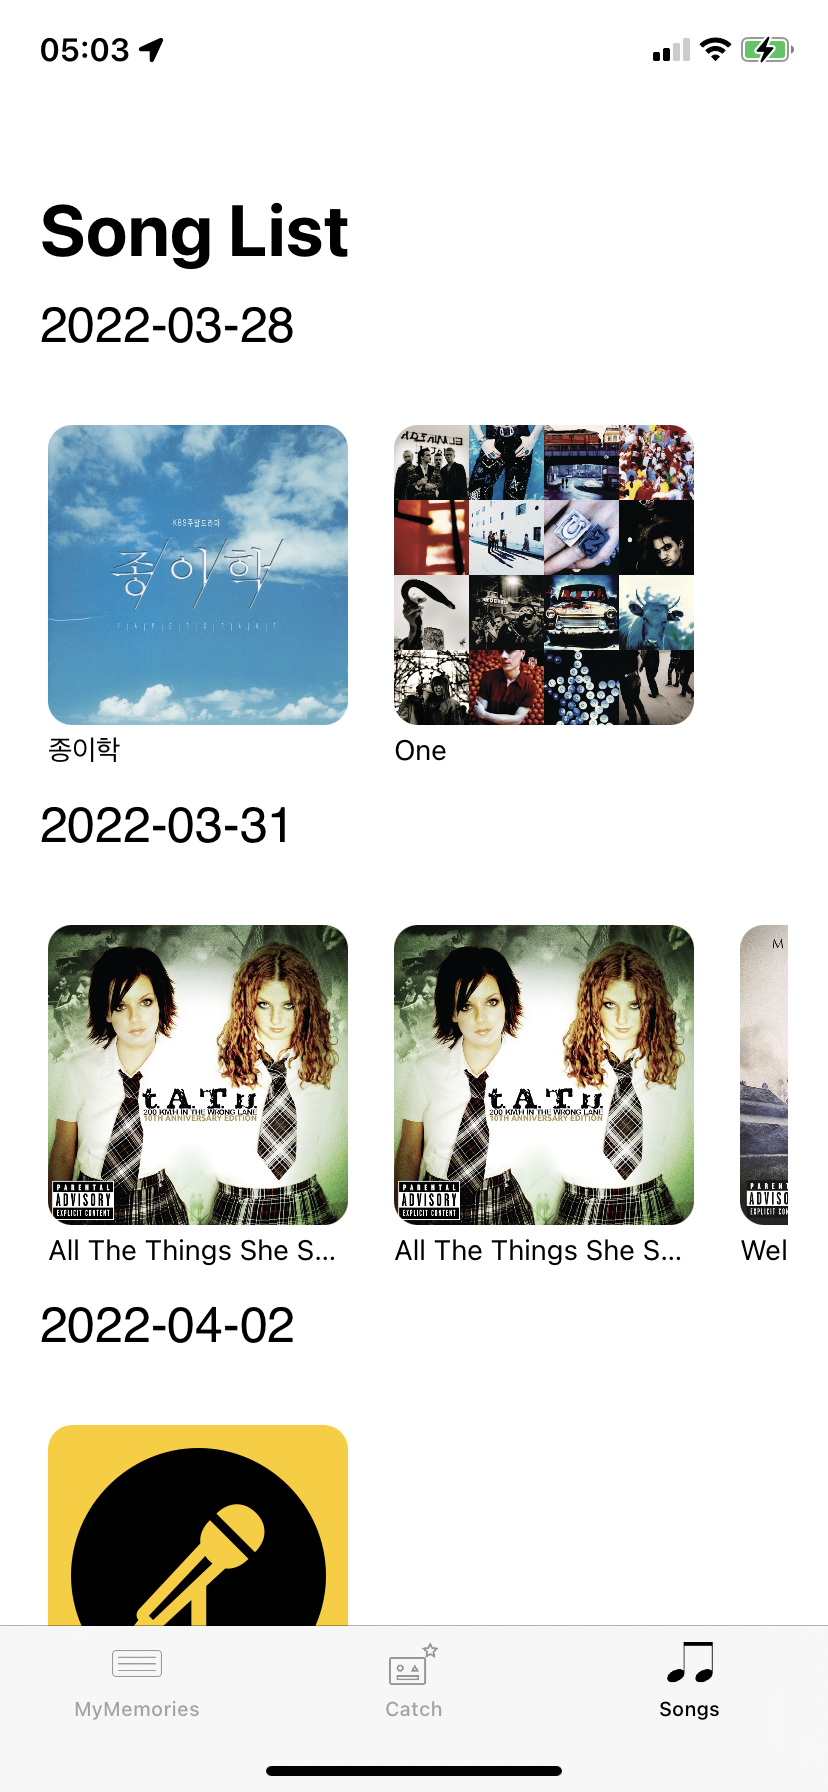 05:03
Song List
2022-03-28
KBS주말드라마
종이학
종이학
One
2022-03-31
t.A.T.u.
200 KM/H IN THE WRONG LANE
10TH ANNIVERSARY EDITION
PARENTAL
ADVISORY
EXPLICIT CONTENT
t.A.T.u.
200 KM/H IN THE WRONG LANE
10TH ANNIVERSARY EDITION
PARENTAL
ADVISORY
EXPLICIT CONTENT
M
All The Things She S...
All The Things She S...
Wel
2022-04-02
MyMemories
Catch
Songs